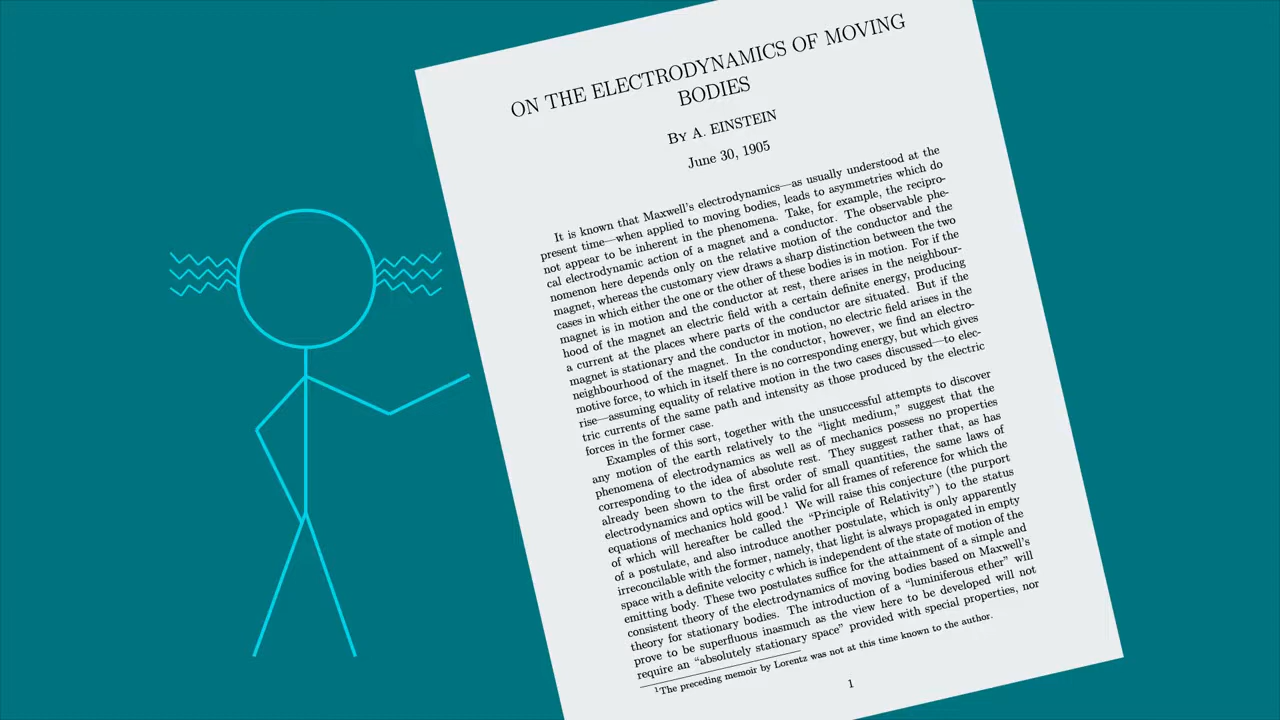 ON THE ELECTRODYNAMICS OF MOVING
BODIES
By A. EINSTEIN
June 30, 1905
It is known that Maxwell's electrodynamics—as usually understood at the
present time—when applied to moving bodies, leads to asymmetries which do
not appear to be inherent in the phenomena. Take, for example, the recipro-
cal electrodynamic action of a magnet and a conductor. The observable phe-
nomenon here depends only on the relative motion of the conductor and the
magnet, whereas the customary view draws a sharp distinction between the two
cases in which either the one or the other of these bodies is in motion. For if the
magnet is in motion and the conductor at rest, there arises in the neighbour-
hood of the magnet an electric field with a certain definite energy, producing
a current at the places where parts of the conductor are situated. But if the
magnet is stationary and the conductor in motion, no electric field arises in the
neighbourhood of the magnet. In the conductor, however, we find an electro-
motive force, to which in itself there is no corresponding energy, but which gives
rise—assuming equality of relative motion in the two cases discussed—to elec-
tric currents of the same path and intensity as those produced by the electric
forces in the former case.
Examples of this sort, together with the unsuccessful attempts to discover
any motion of the earth relatively to the “light medium,” suggest that the
phenomena of electrodynamics as well as of mechanics possess no properties
corresponding to the idea of absolute rest. They suggest rather that, as has
already been shown to the first order of small quantities, the same laws of
electrodynamics and optics will be valid for all frames of reference for which the
equations of mechanics hold good.¹ We will raise this conjecture (the purport
of which will hereafter be called the “Principle of Relativity”) to the status
of a postulate, and also introduce another postulate, which is only apparently
irreconcilable with the former, namely, that light is always propagated in empty
space with a definite velocity c which is independent of the state of motion of the
emitting body. These two postulates suffice for the attainment of a simple and
consistent theory of the electrodynamics of moving bodies based on Maxwell's
theory for stationary bodies. The introduction of a “luminiferous ether” will
prove to be superfluous inasmuch as the view here to be developed will not
require an “absolutely stationary space” provided with special properties, nor
¹The preceding memoir by Lorentz was not at this time known to the author.
1